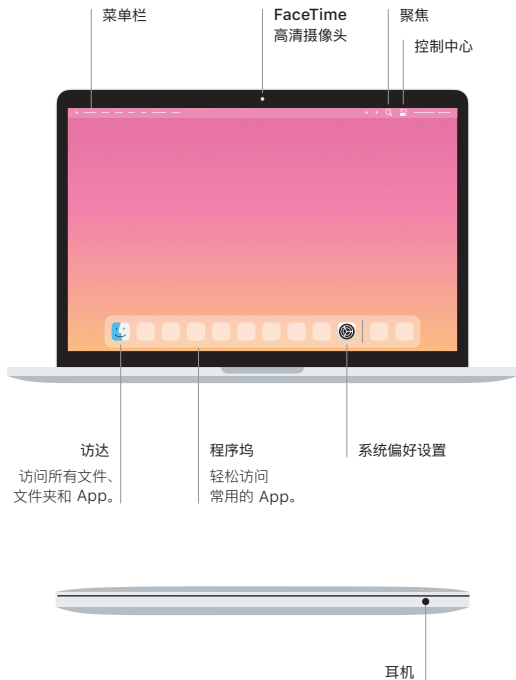 菜单栏
FaceTime
高清摄像头
聚焦
控制中心
访达
访问所有文件、
文件夹和 App。
程序坞
轻松访问
常用的 App。
系统偏好设置
耳机